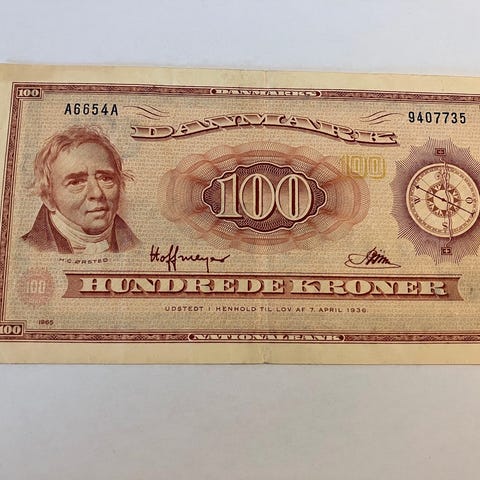 100 DANMARKS
A6654A 9407735
DANMARK
100
100
H.C. ØRSTED
Hoffmeyer
100
HUNDREDE KRONER
UDSTEDT I HENHOLD TIL LOV AF 7. APRIL 1936.
1965
100 NATIONALBANK